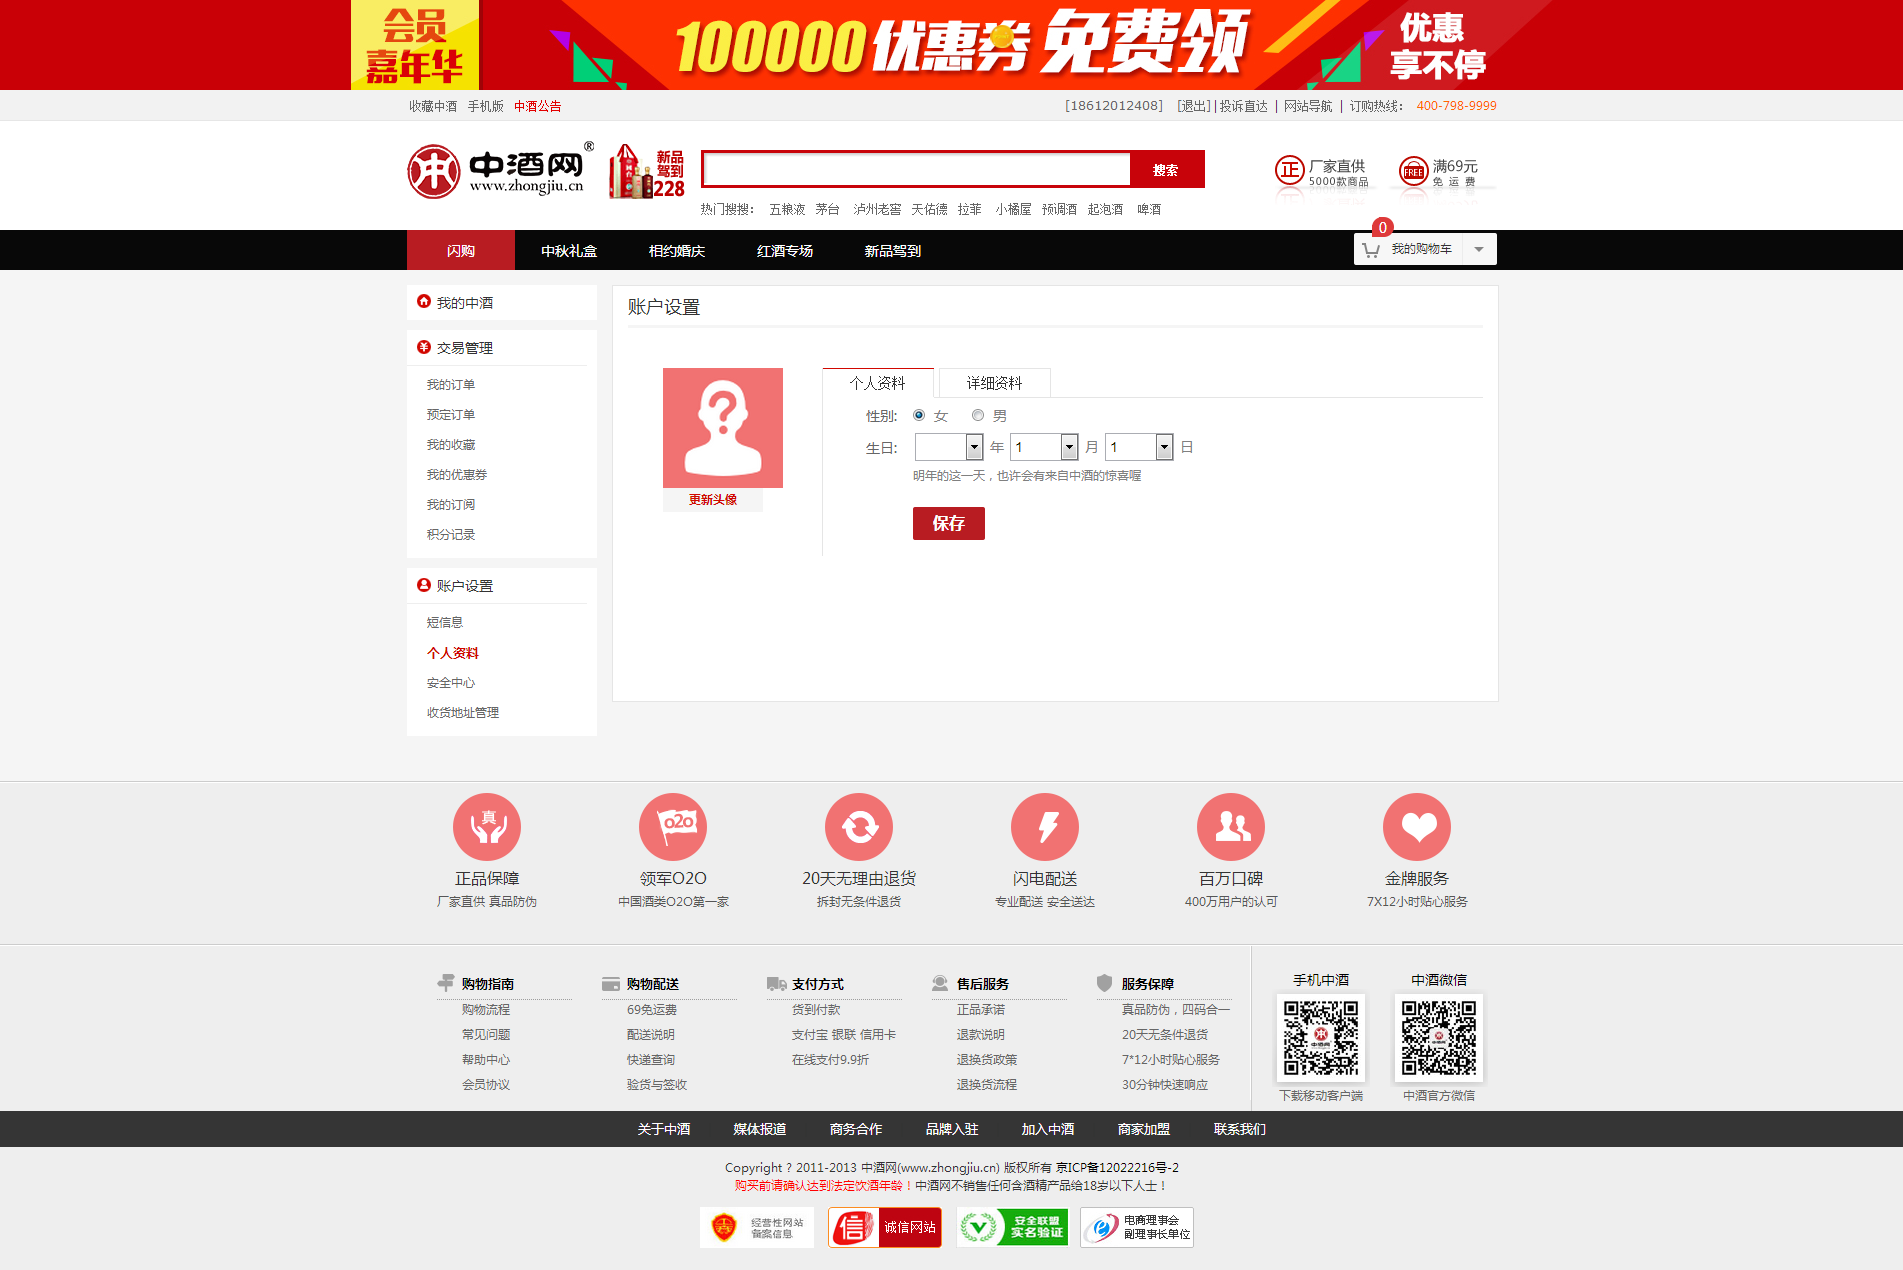 会员
嘉年华
100000优惠券 免费领
优惠
享不停
收藏中酒 手机版 中酒公告
[18612012408] [退出] | 投诉直达 | 网站导航 | 订购热线： 400-798-9999
中酒网®
www.zhongjiu.cn
新品
驾到
228
搜索
正 厂家直供
5000款商品
FREE 满69元
免 运 费
热门搜搜： 五粮液 茅台 泸州老窖 天佑德 拉菲 小橘屋 预调酒 起泡酒 啤酒
闪购 中秋礼盒 相约婚庆 红酒专场 新品驾到
0
我的购物车
我的中酒
交易管理
我的订单
预定订单
我的收藏
我的优惠券
我的订阅
积分记录
账户设置
短信息
个人资料
安全中心
收货地址管理
账户设置
更新头像
个人资料 详细资料
性别: 女 男
生日: 年 1 月 1 日
明年的这一天，也许会有来自中酒的惊喜喔
保存
真
正品保障
厂家直供 真品防伪
o2o
领军O2O
中国酒类O2O第一家
20天无理由退货
拆封无条件退货
闪电配送
专业配送 安全送达
百万口碑
400万用户的认可
金牌服务
7X12小时贴心服务
购物指南
购物流程
常见问题
帮助中心
会员协议
购物配送
69免运费
配送说明
快递查询
验货与签收
支付方式
货到付款
支付宝 银联 信用卡
在线支付9.9折
售后服务
正品承诺
退款说明
退换货政策
退换货流程
服务保障
真品防伪，四码合一
20天无条件退货
7*12小时贴心服务
30分钟快速响应
手机中酒
下载移动客户端
中酒微信
中酒官方微信
关于中酒 媒体报道 商务合作 品牌入驻 加入中酒 商家加盟 联系我们
Copyright ? 2011-2013 中酒网(www.zhongjiu.cn) 版权所有 京ICP备12022216号-2
购买前请确认达到法定饮酒年龄！中酒网不销售任何含酒精产品给18岁以下人士！
经营性网站
备案信息
信 诚信网站
安全联盟
实名验证
电商理事会
副理事长单位